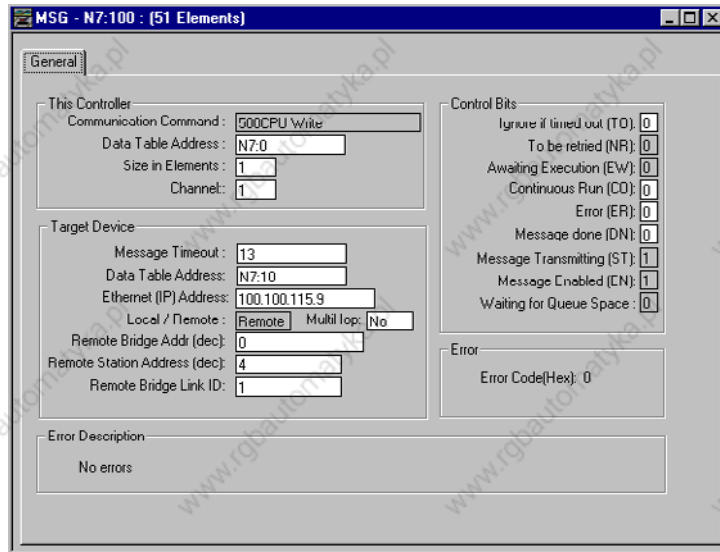 MSG - N7:100 : (51 Elements)
General
This Controller
Communication Command : 500CPU Write
Data Table Address : N7:0
Size in Elements : 1
Channel: 1
Target Device
Message Timeout : 13
Data Table Address: N7:10
Ethernet (IP) Address: 100.100.115.9
Local / Remote : Remote MultiHop: No
Remote Bridge Addr (dec): 0
Remote Station Address (dec): 4
Remote Bridge Link ID: 1
Control Bits
Ignore if timed out (TO): 0
To be retried (NR): 0
Awaiting Execution (EW): 0
Continuous Run (CO): 0
Error (ER): 0
Message done (DN): 0
Message Transmitting (ST): 1
Message Enabled (EN): 1
Waiting for Queue Space : 0
Error
Error Code(Hex): 0
Error Description
No errors
www.rgbautomatyka.pl